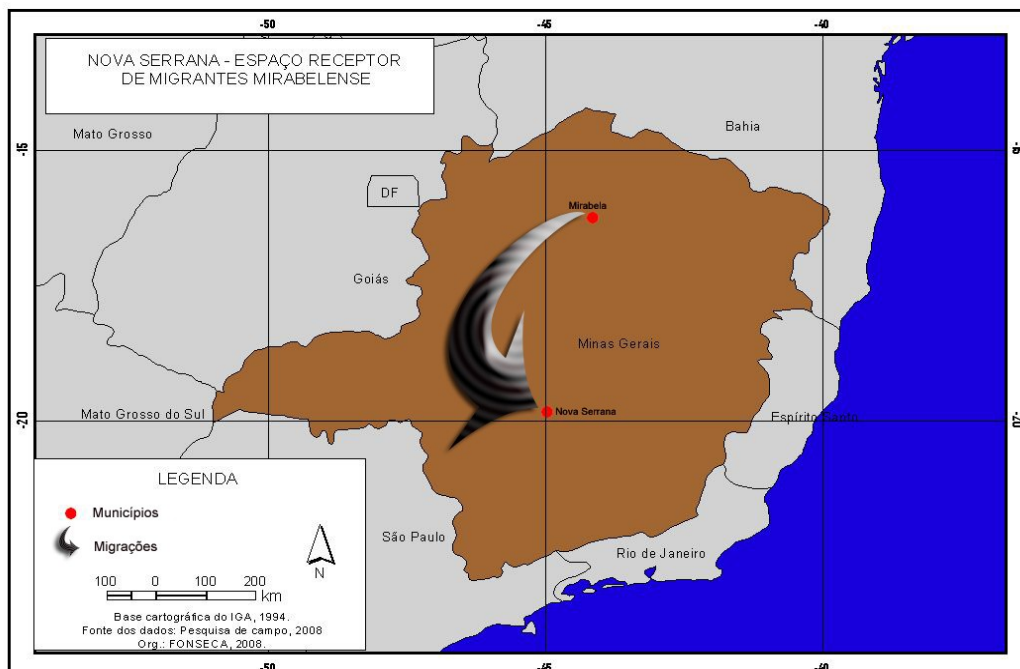 -50 -45 -40
NOVA SERRANA - ESPAÇO RECEPTOR
DE MIGRANTES MIRABELENSE
Mato Grosso
Bahia
-15
-15
DF
Mirabela
Goiás
Minas Gerais
Mato Grosso do Sul
Nova Serrana
Espírito Santo
-20
-20
LEGENDA
Municípios
Migrações
N
100 0 100 200
km
Base cartográfica do IGA, 1994.
Fonte dos dados: Pesquisa de campo, 2008
Org.: FONSECA, 2008.
São Paulo
Rio de Janeiro
-50 -45 -40